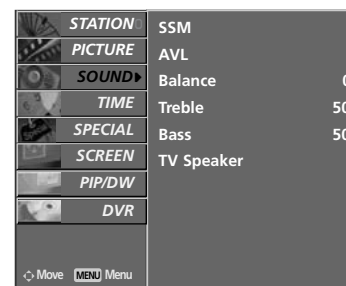 STATION
PICTURE
SOUND
TIME
SPECIAL
SCREEN
PIP/DW
DVR
Move MENU Menu
SSM
AVL
Balance 0
Treble 50
Bass 50
TV Speaker